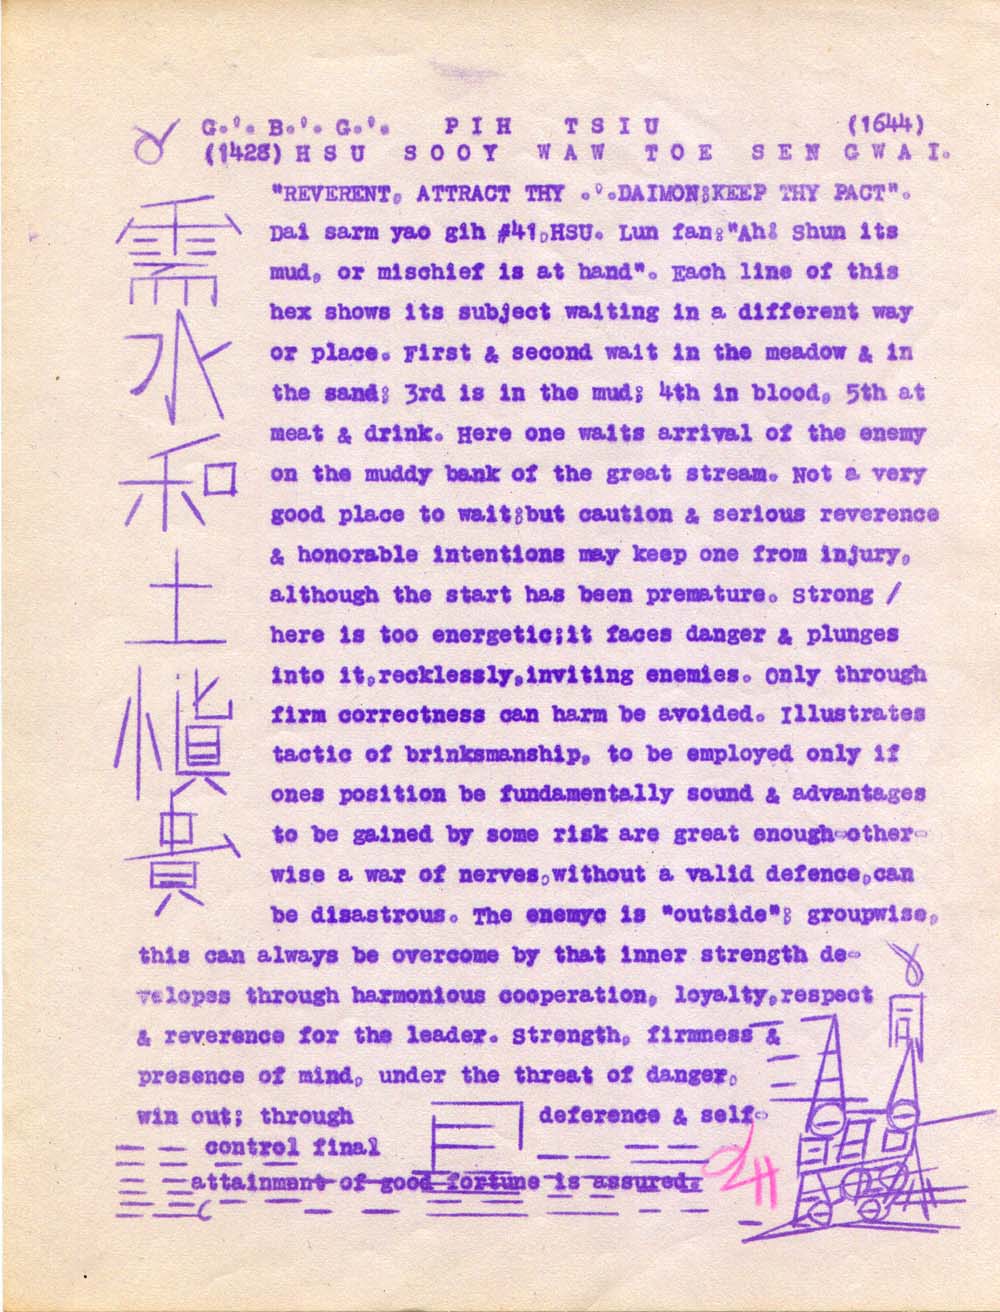 G∴ B∴ G∴ PIH TSIU (1644)
(1428) HSU SOOY WAW TOE SEN GWAI.
"REVERENT, ATTRACT THY ∴DAIMON;KEEP THY PACT".
Dai sarm yao gih #41,HSU. Lun fan:"Ah! Shun its
mud, or mischief is at hand". Each line of this
hex shows its subject waiting in a different way
or place. First & second wait in the meadow & in
the sand; 3rd is in the mud; 4th in blood, 5th at
meat & drink. Here one waits arrival of the enemy
on the muddy bank of the great stream. Not a very
good place to wait;but caution & serious reverence
& honorable intentions may keep one from injury,
although the start has been premature. Strong /
here is too energetic;it faces danger & plunges
into it,recklessly,inviting enemies. Only through
firm correctness can harm be avoided. Illustrates
tactic of brinksmanship, to be employed only if
ones position be fundamentally sound & advantages
to be gained by some risk are great enough-other-
wise a war of nerves,without a valid defence,can
be disastrous. The enemyc is "outside"; groupwise,
this can always be overcome by that inner strength de-
velopes through harmonious cooperation, loyalty,respect
& reverence for the leader. Strength, firmness &
presence of mind, under the threat of danger,
win out; through deference & self-
control final
attainment of good fortune is assured.
需
水
和
土
慎
貴